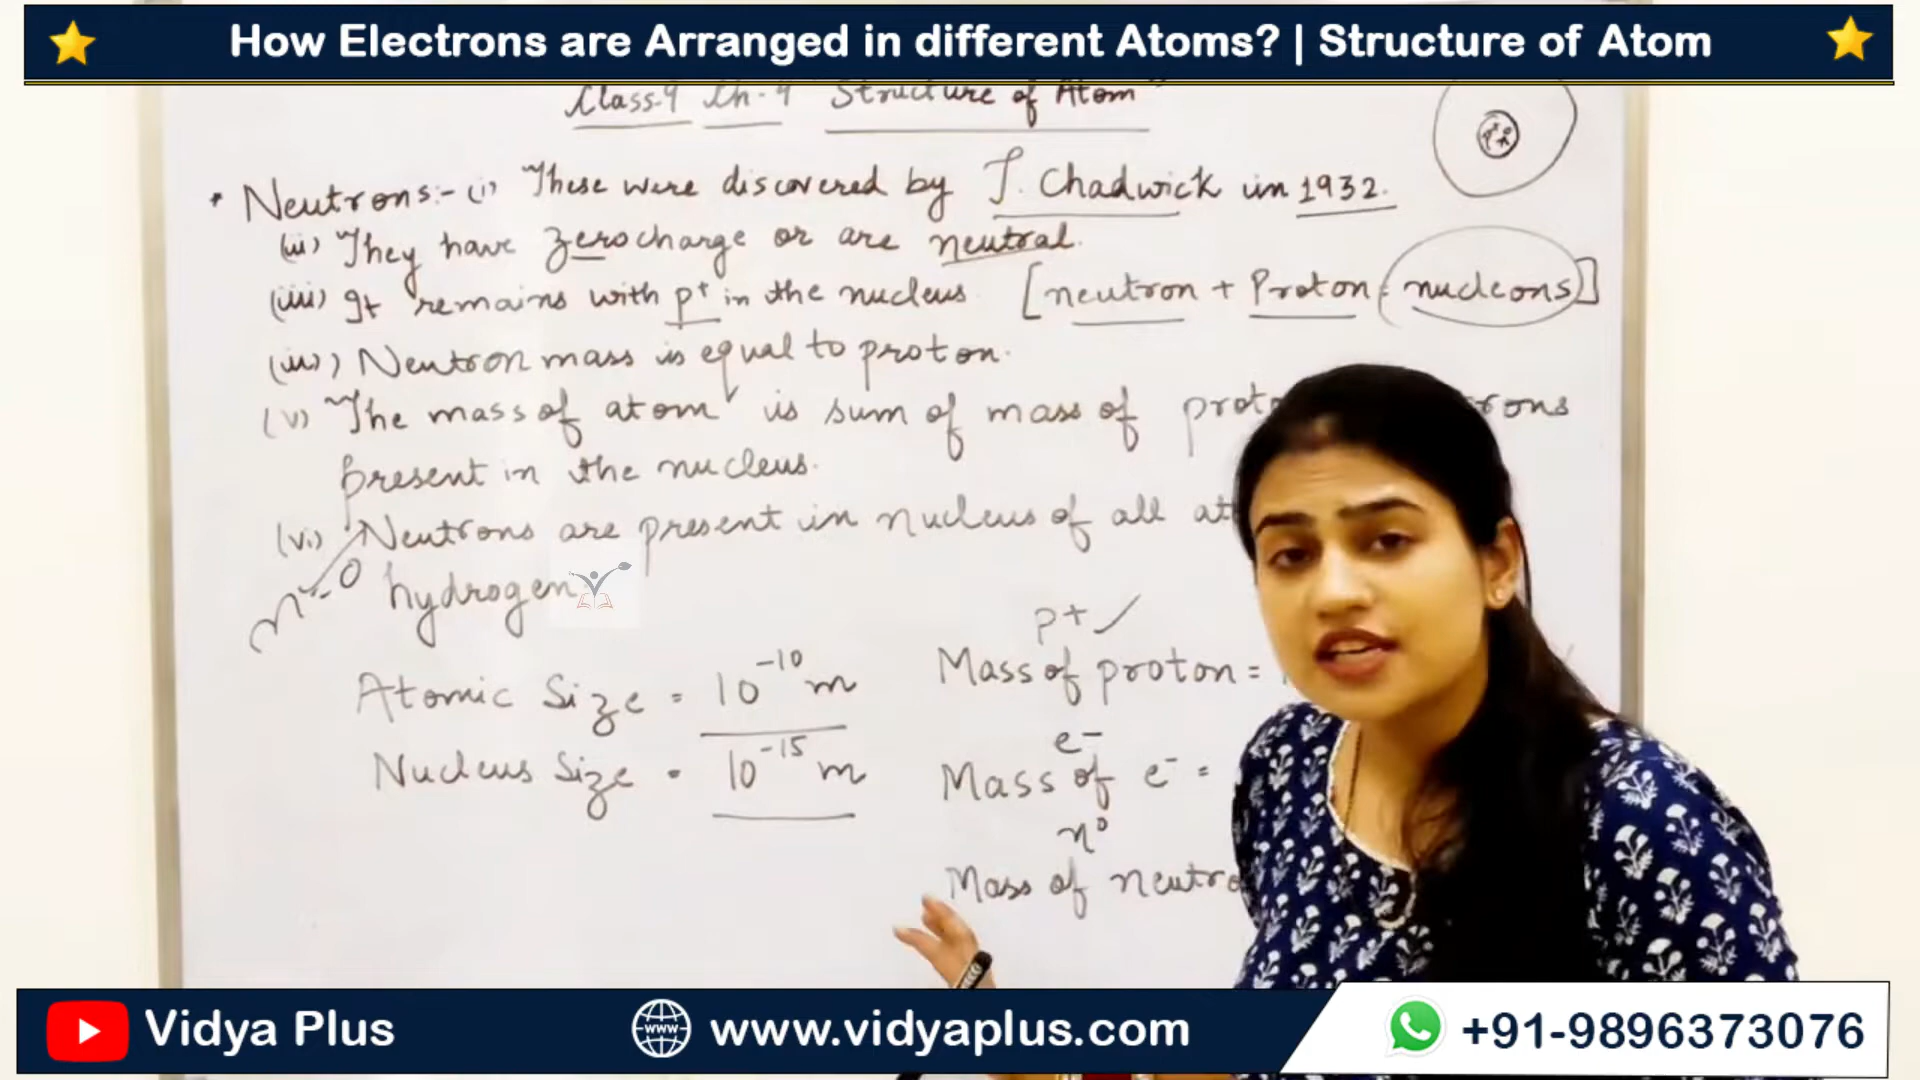 How Electrons are Arranged in different Atoms? | Structure of Atom
Class-9 Ch-4 "Structure of Atom"
• Neutrons:- (i) These were discovered by J. Chadwick in 1932.
(ii) They have zero charge or are neutral.
(iii) It remains with p+ in the nucleus [neutron + Proton = nucleons]
(iv) Neutron mass is equal to proton.
(v) The mass of atom is sum of mass of
present in the nucleus.
(vi) Neutrons are present in nucleus of all
n = 0
hydrogen
Atomic Size = 10⁻¹⁰ m
Nucleus Size = 10⁻¹⁵ m
p+ ✓
Mass of proton =
e⁻
Mass of e⁻ =
n⁰
Mass of
Vidya Plus
www
www.vidyaplus.com
+91-9896373076